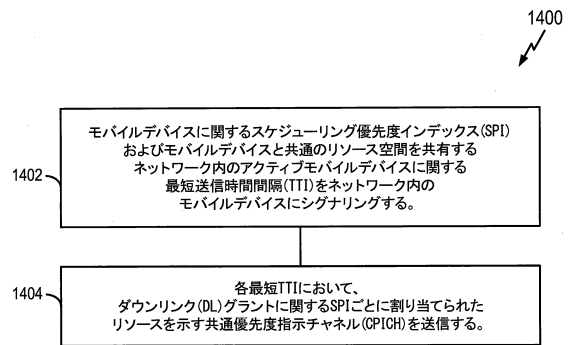 1400
モバイルデバイスに関するスケジューリング優先度インデックス(SPI)
およびモバイルデバイスと共通のリソース空間を共有する
ネットワーク内のアクティブモバイルデバイスに関する
最短送信時間間隔(TTI)をネットワーク内の
モバイルデバイスにシグナリングする。
1402
各最短TTIにおいて、
ダウンリンク(DL)グラントに関するSPIごとに割り当てられた
リソースを示す共通優先度指示チャネル(CPICH)を送信する。
1404